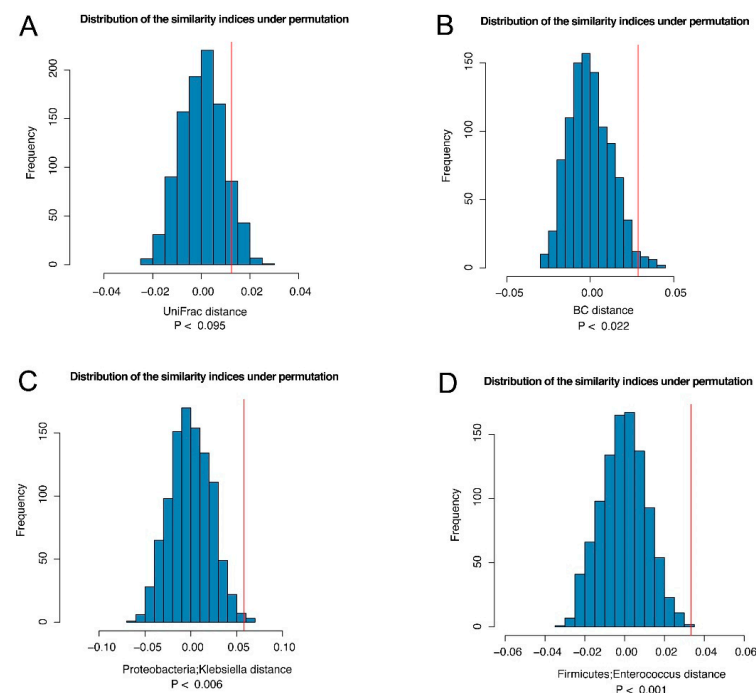 A
Distribution of the similarity indices under permutation
Frequency
200
150
100
50
0
−0.04 −0.02 0.00 0.02 0.04
UniFrac distance
P < 0.095
B
Distribution of the similarity indices under permutation
Frequency
150
100
50
0
−0.05 0.00 0.05
BC distance
P < 0.022
C
Distribution of the similarity indices under permutation
Frequency
150
100
50
0
−0.10 −0.05 0.00 0.05 0.10
Proteobacteria;Klebsiella distance
P < 0.006
D
Distribution of the similarity indices under permutation
Frequency
150
100
50
0
−0.06 −0.04 −0.02 0.00 0.02 0.04 0.06
Firmicutes;Enterococcus distance
P < 0.001